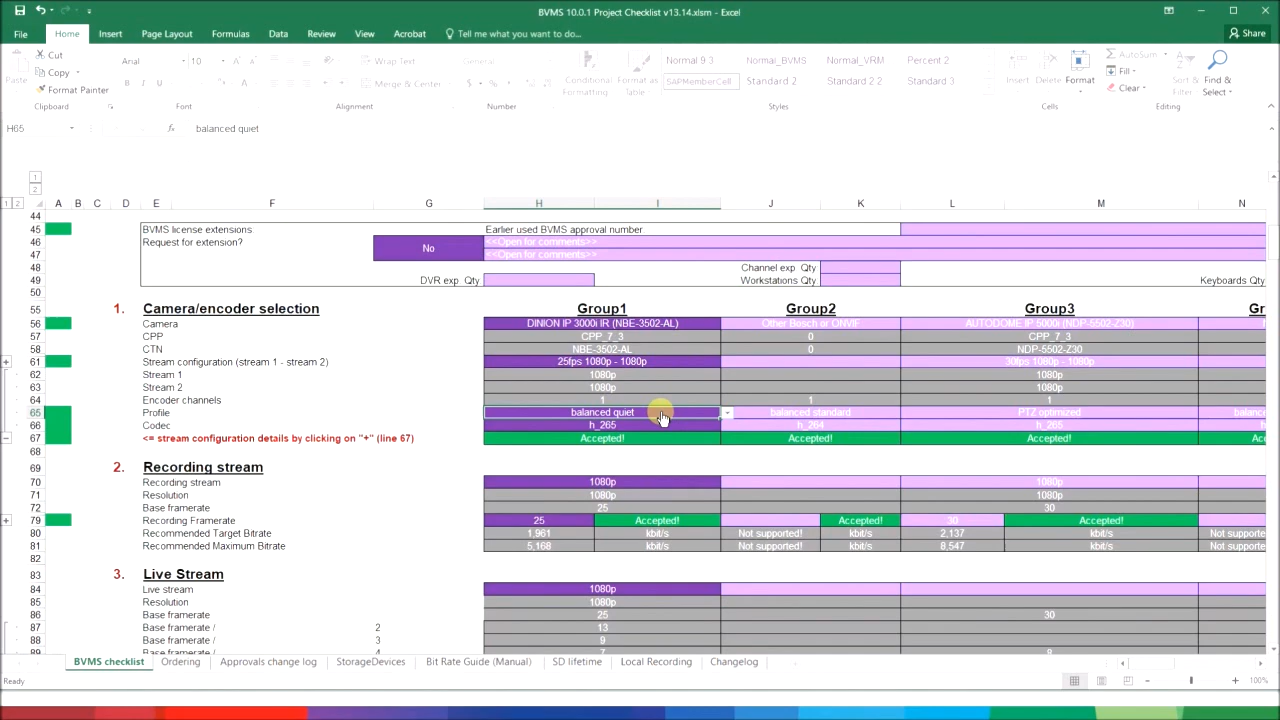 BVMS 10.0.1 Project Checklist v13.14.xlsm - Excel
File Home Insert Page Layout Formulas Data Review View Acrobat Tell me what you want to do... Share
Cut Arial 10 Wrap Text General Normal 9 3 Normal_BVMS Normal_VRM Percent 2 AutoSum
Copy Fill
Paste Format Painter Merge & Center Conditional Formatting Format as Table SAPMemberCell Standard 2 Standard 2 2 Standard 3 Insert Delete Format Clear Sort & Filter Find & Select
Clipboard Font Alignment Number Styles Cells Editing
H65 fx balanced quiet
1
2
1 2 A B C D E F G H I J K L M N
44
45 BVMS license extensions Earlier used BVMS approval number
46 Request for extension? No <<Open for comments>>
47 <<Open for comments>>
48 Channel exp Qty
49 DVR exp Qty Workstations Qty Keyboards Qty
50
55 1. Camera/encoder selection Group1 Group2 Group3
56 Camera DINION IP 3000i IR (NBE-3502-AL) Other Bosch or ONVIF AUTODOME IP 5000i (NDP-5502-Z30)
57 CPP CPP_7_3 0 CPP_7_3
58 CTN NBE-3502-AL 0 NDP-5502-Z30
61 Stream configuration (stream 1 - stream 2) 25fps 1080p - 1080p 30fps 1080p - 1080p
62 Stream 1 1080p 1080p
63 Stream 2 1080p 1080p
64 Encoder channels 1 1 1
65 Profile balanced quiet balanced standard PTZ optimized
66 Codec h_265 h_264 h_265
67 <= stream configuration details by clicking on "+" (line 67) Accepted! Accepted! Accepted!
68
69 2. Recording stream
70 Recording stream 1080p 1080p
71 Resolution 1080p 1080p
72 Base framerate 25 30
79 Recording Framerate 25 Accepted! Accepted! 30 Accepted!
80 Recommended Target Bitrate 1,961 kbit/s Not supported! kbit/s 2,137 kbit/s
81 Recommended Maximum Bitrate 5,168 kbit/s Not supported! kbit/s 8,547 kbit/s
82
83 3. Live Stream
84 Live stream 1080p
85 Resolution 1080p
86 Base framerate 25 30
87 Base framerate / 2 13
88 Base framerate / 3 9
89 Base framerate / 4
BVMS checklist Ordering Approvals change log StorageDevices Bit Rate Guide (Manual) SD lifetime Local Recording Changelog
Ready 100%